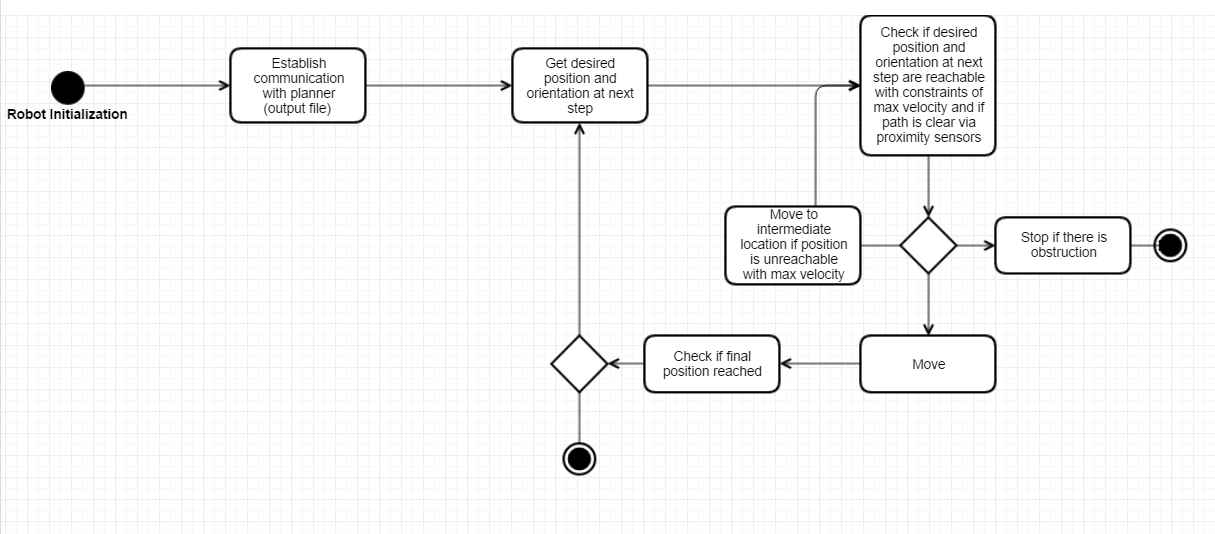 Robot Initialization
Establish
communication
with planner
(output file)
Get desired
position and
orientation at next
step
Check if desired
position and
orientation at next
step are reachable
with constraints of
max velocity and if
path is clear via
proximity sensors
Move to
intermediate
location if position
is unreachable
with max velocity
Stop if there is
obstruction
Check if final
position reached
Move